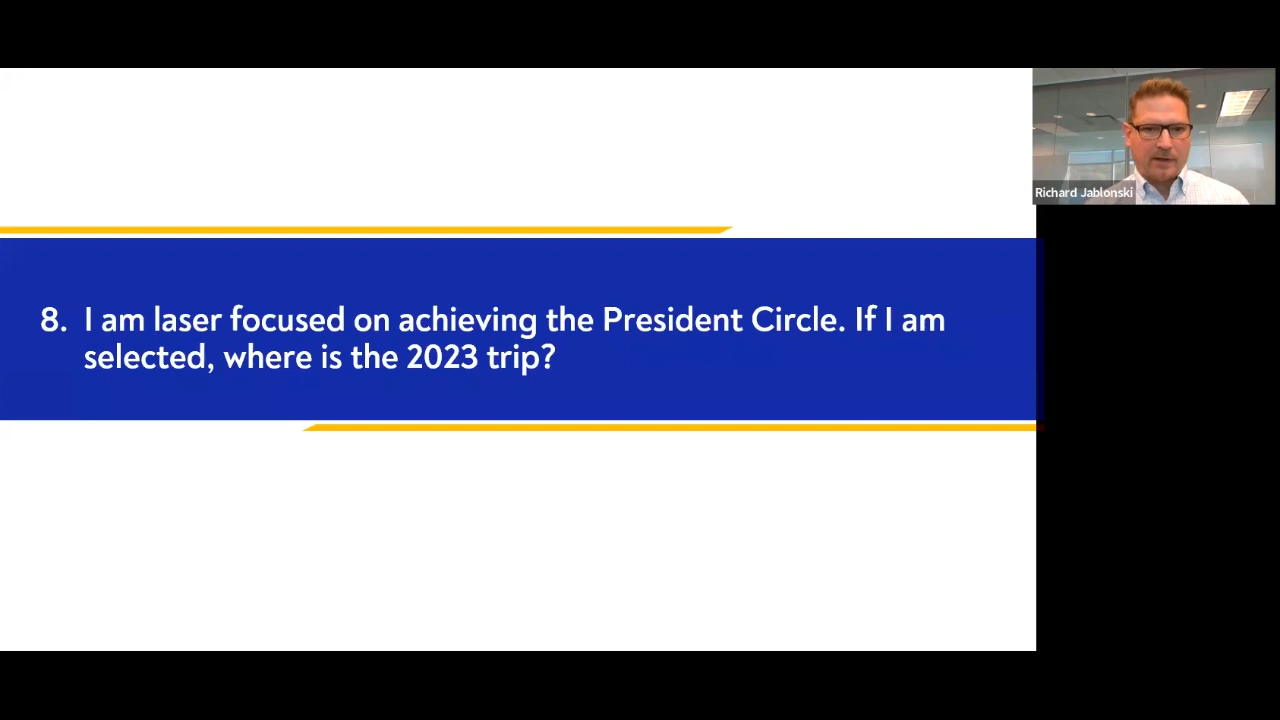 8. I am laser focused on achieving the President Circle. If I am
selected, where is the 2023 trip?
Richard Jablonski